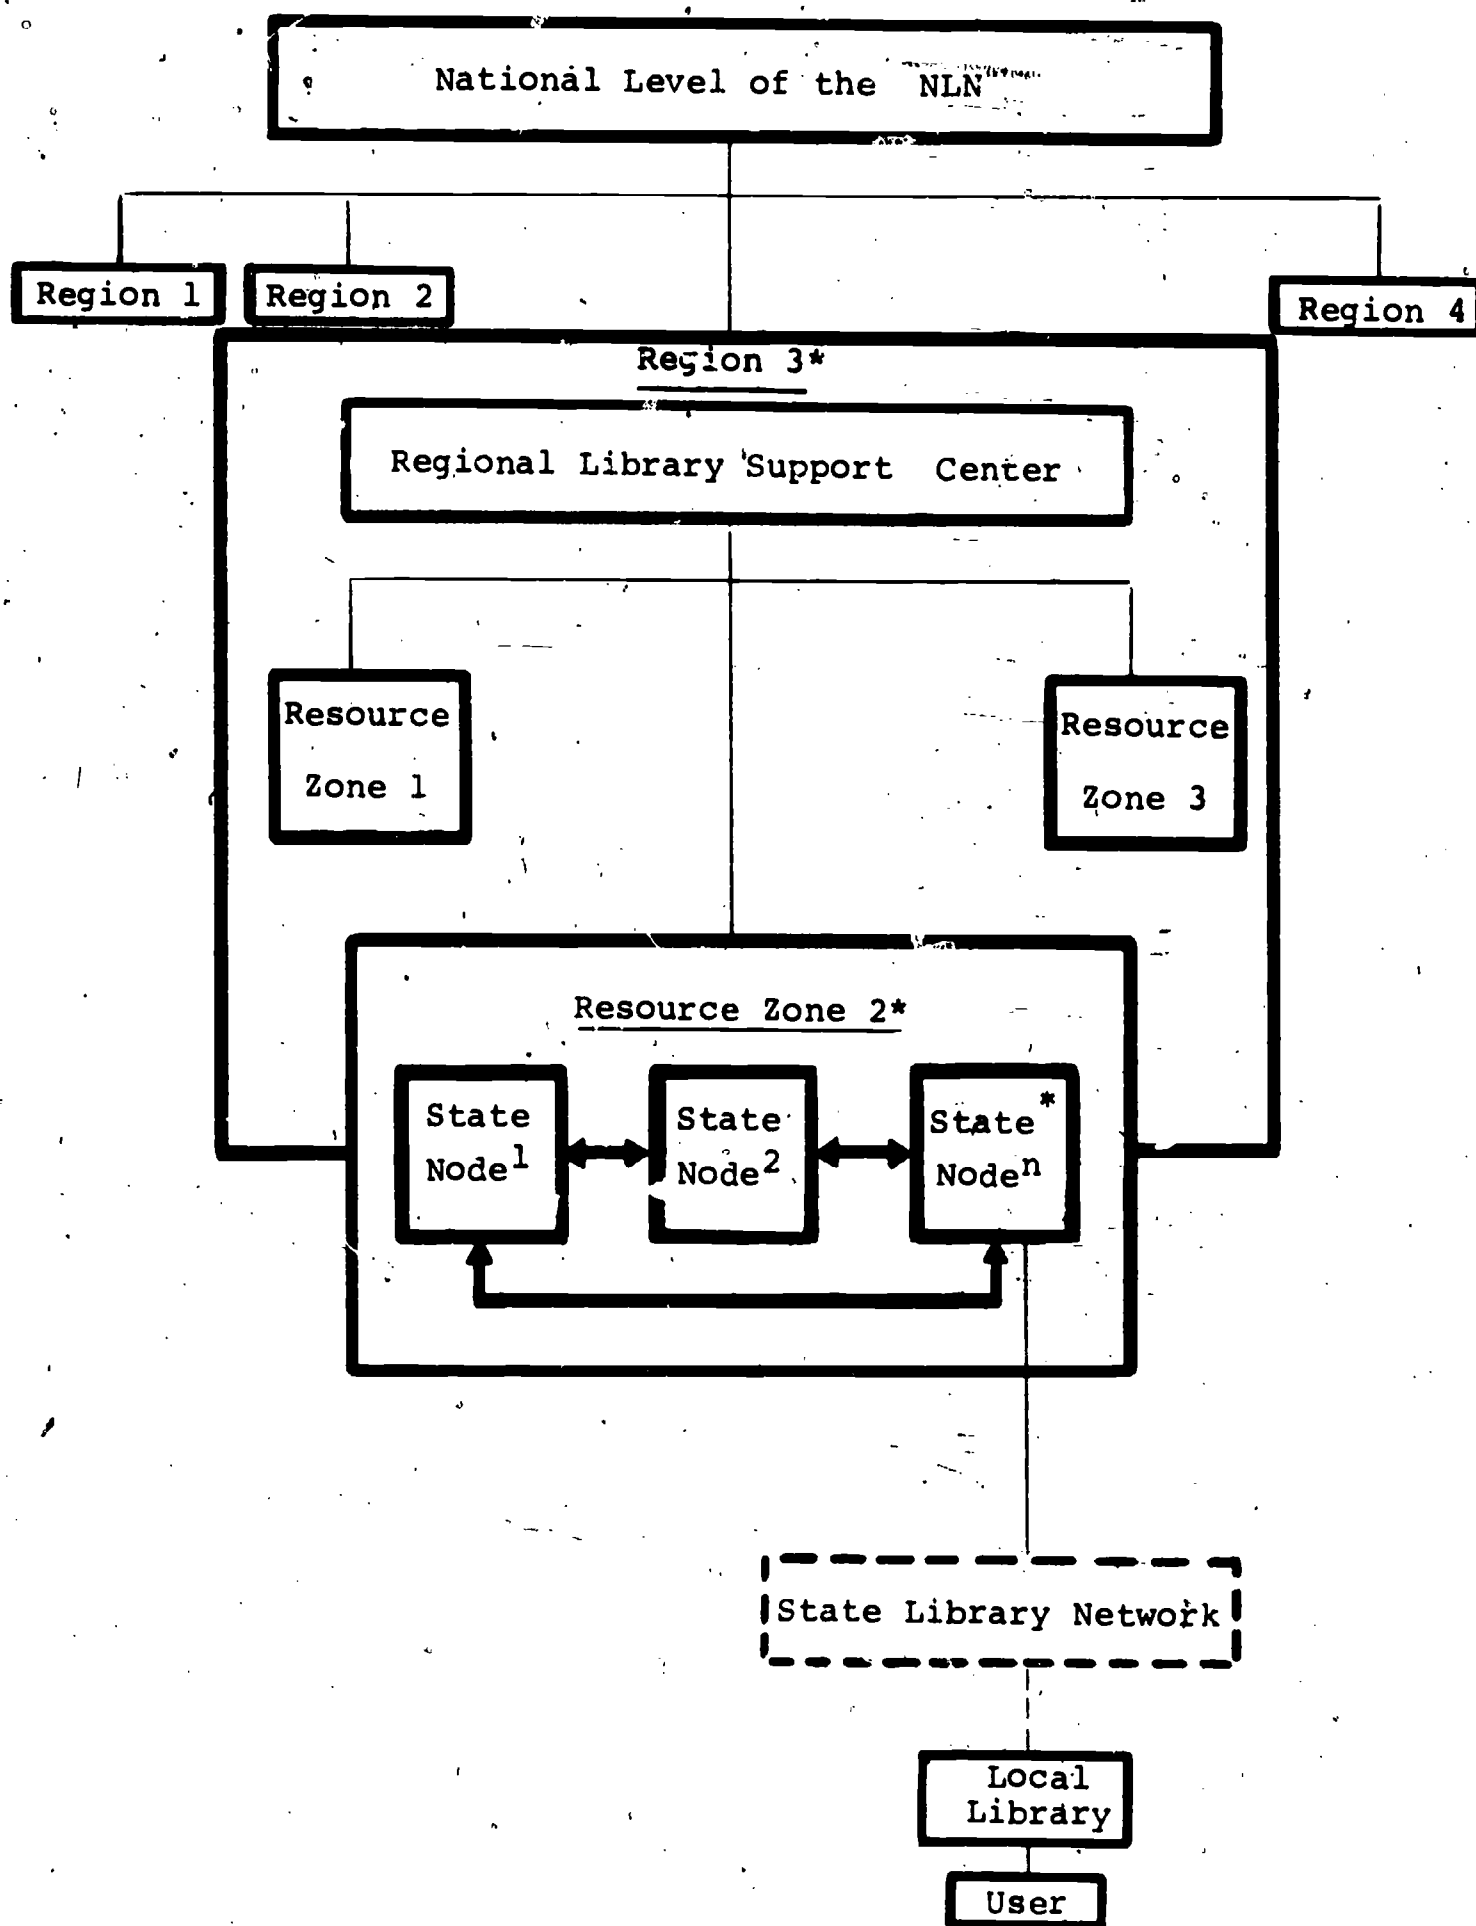 National Level of the NLN
Region 1
Region 2
Region 4
Region 3*
Regional Library Support Center
Resource
Zone 1
Resource
Zone 3
Resource Zone 2*
State
Node1
State
Node2
State*
Noden
State Library Network
Local
Library
User